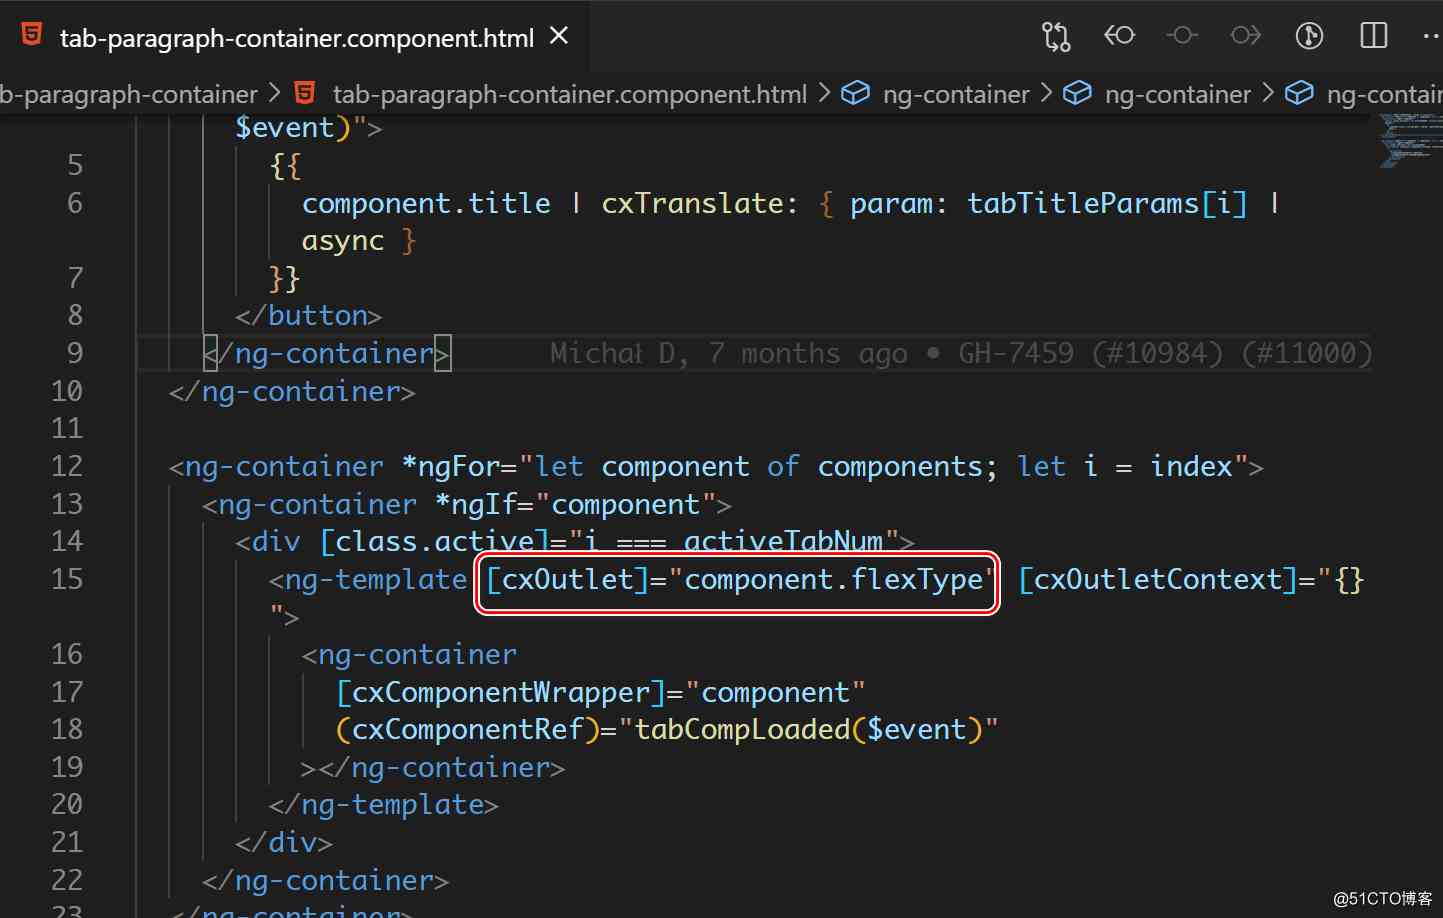 tab-paragraph-container.component.html
b-paragraph-container > tab-paragraph-container.component.html > ng-container > ng-container > ng-contair
$event)">
5 {{
6 component.title | cxTranslate: { param: tabTitleParams[i] |
async }
7 }}
8 </button>
9 </ng-container> Michał D, 7 months ago • GH-7459 (#10984) (#11000)
10 </ng-container>
11
12 <ng-container *ngFor="let component of components; let i = index">
13 <ng-container *ngIf="component">
14 <div [class.active]="i === activeTabNum">
15 <ng-template [cxOutlet]="component.flexType" [cxOutletContext]="{}
">
16 <ng-container
17 [cxComponentWrapper]="component"
18 (cxComponentRef)="tabCompLoaded($event)"
19 ></ng-container>
20 </ng-template>
21 </div>
22 </ng-container>
23 </ng-container>
@51CTO博客